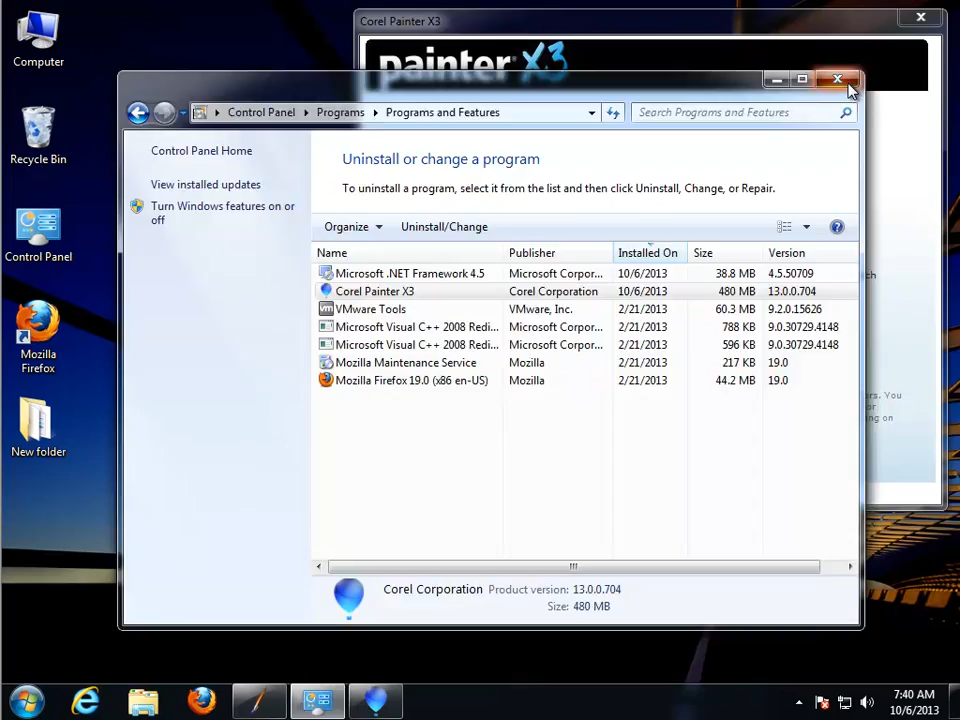 Computer
Recycle Bin
Control Panel
Mozilla
Firefox
New folder
Corel Painter X3
painter X3
Control Panel
Programs
Programs and Features
Search Programs and Features
Control Panel Home
View installed updates
Turn Windows features on or
off
Uninstall or change a program
To uninstall a program, select it from the list and then click Uninstall, Change, or Repair.
Organize
Uninstall/Change
Name Publisher Installed On Size Version
Microsoft .NET Framework 4.5 Microsoft Corpor... 10/6/2013 38.8 MB 4.5.50709
Corel Painter X3 Corel Corporation 10/6/2013 480 MB 13.0.0.704
VMware Tools VMware, Inc. 2/21/2013 60.3 MB 9.2.0.15626
Microsoft Visual C++ 2008 Redi... Microsoft Corpor... 2/21/2013 788 KB 9.0.30729.4148
Microsoft Visual C++ 2008 Redi... Microsoft Corpor... 2/21/2013 596 KB 9.0.30729.4148
Mozilla Maintenance Service Mozilla 2/21/2013 217 KB 19.0
Mozilla Firefox 19.0 (x86 en-US) Mozilla 2/21/2013 44.2 MB 19.0
Corel Corporation Product version: 13.0.0.704
Size: 480 MB
rs. You
or
ng on
7:40 AM
10/6/2013